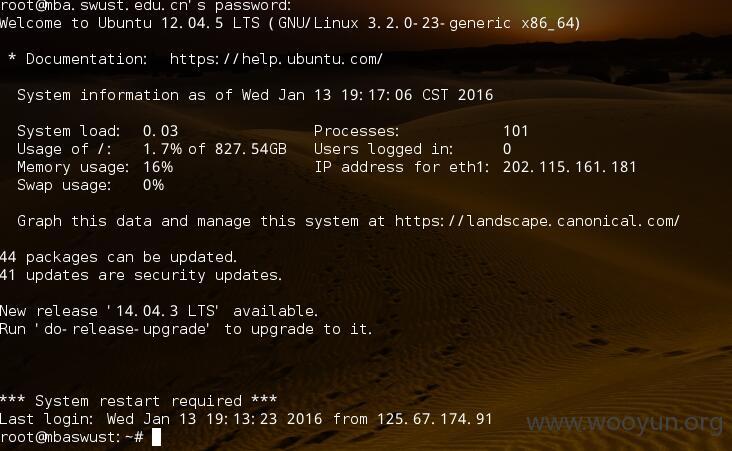 root@mba.swust.edu.cn's password:
Welcome to Ubuntu 12.04.5 LTS (GNU/Linux 3.2.0-23-generic x86_64)
* Documentation: https://help.ubuntu.com/
System information as of Wed Jan 13 19:17:06 CST 2016
System load: 0.03 Processes: 101
Usage of /: 1.7% of 827.54GB Users logged in: 0
Memory usage: 16% IP address for eth1: 202.115.161.181
Swap usage: 0%
Graph this data and manage this system at https://landscape.canonical.com/
44 packages can be updated.
41 updates are security updates.
New release '14.04.3 LTS' available.
Run 'do-release-upgrade' to upgrade to it.
*** System restart required ***
Last login: Wed Jan 13 19:13:23 2016 from 125.67.174.91
root@mbaswust:~#
www.wooyun.org